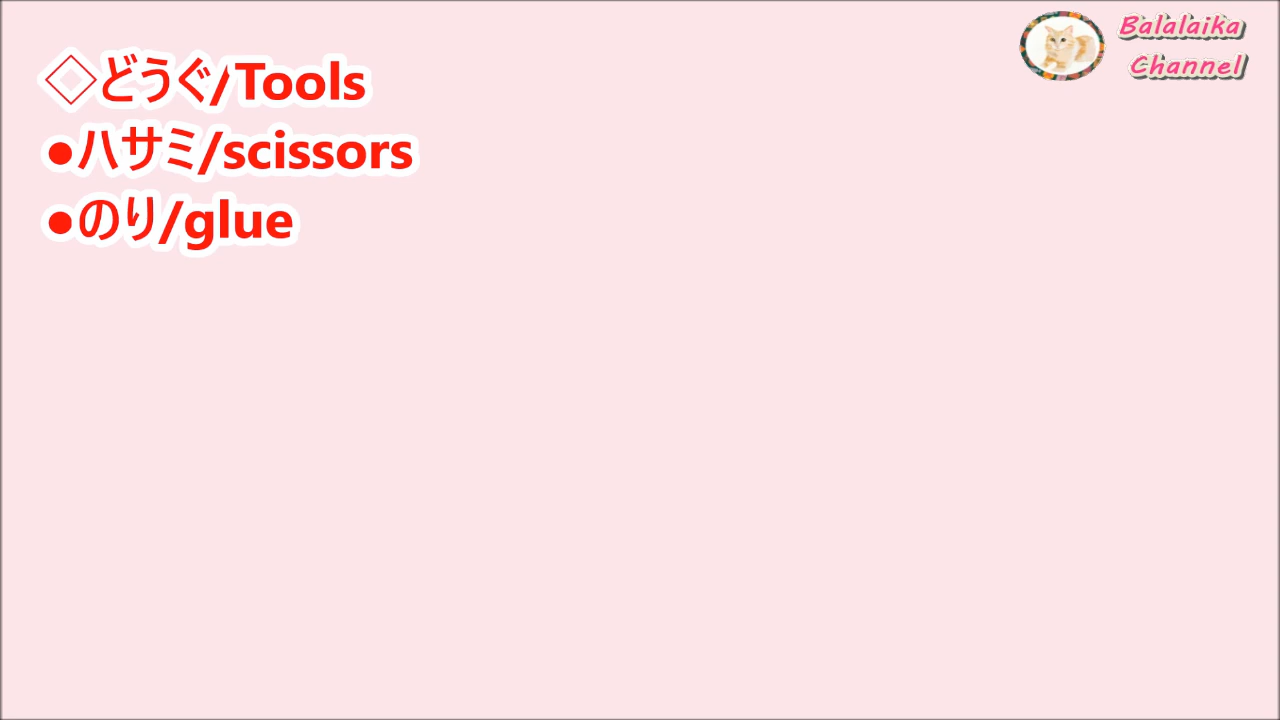 ◇どうぐ/Tools
●ハサミ/scissors
●のり/glue
Balalaika
Channel